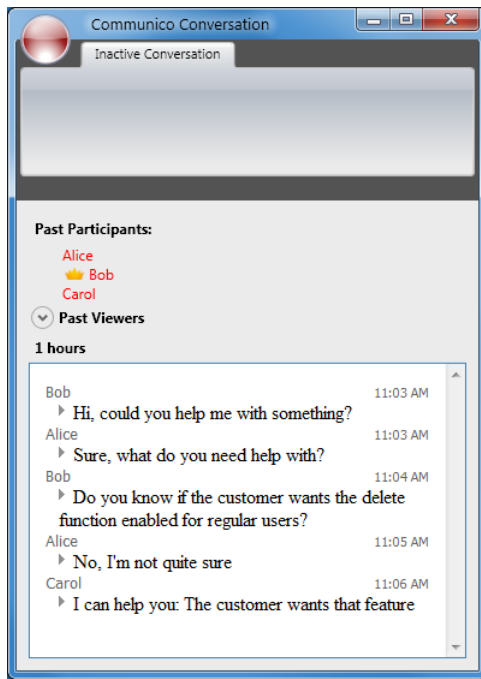 Communico Conversation
Inactive Conversation
Past Participants:
Alice
Bob
Carol
Past Viewers
1 hours
Bob 11:03 AM
Hi, could you help me with something?
Alice 11:03 AM
Sure, what do you need help with?
Bob 11:04 AM
Do you know if the customer wants the delete
function enabled for regular users?
Alice 11:05 AM
No, I'm not quite sure
Carol 11:06 AM
I can help you: The customer wants that feature